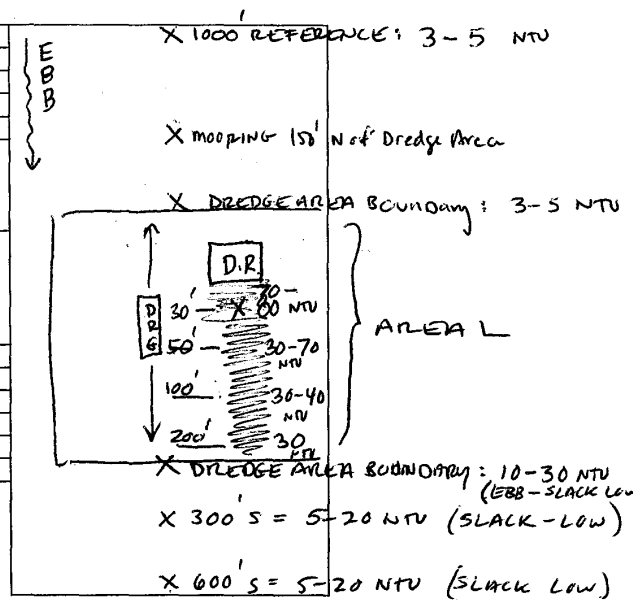 X 1000' REFERENCE: 3-5 NTU
EBB
X MOORING 150' N of Dredge Area
X DREDGE AREA BOUNDARY: 3-5 NTU
D.R.
DRG
30' X 80 NTU
50' 30-70 NTU
AREA L
100' 30-40 NTU
200' 30 NTU
X DREDGE AREA BOUNDARY: 10-30 NTU
(EBB-SLACK LOW
X 300' S = 5-20 NTU (SLACK-LOW)
X 600' S = 5-20 NTU (SLACK LOW)